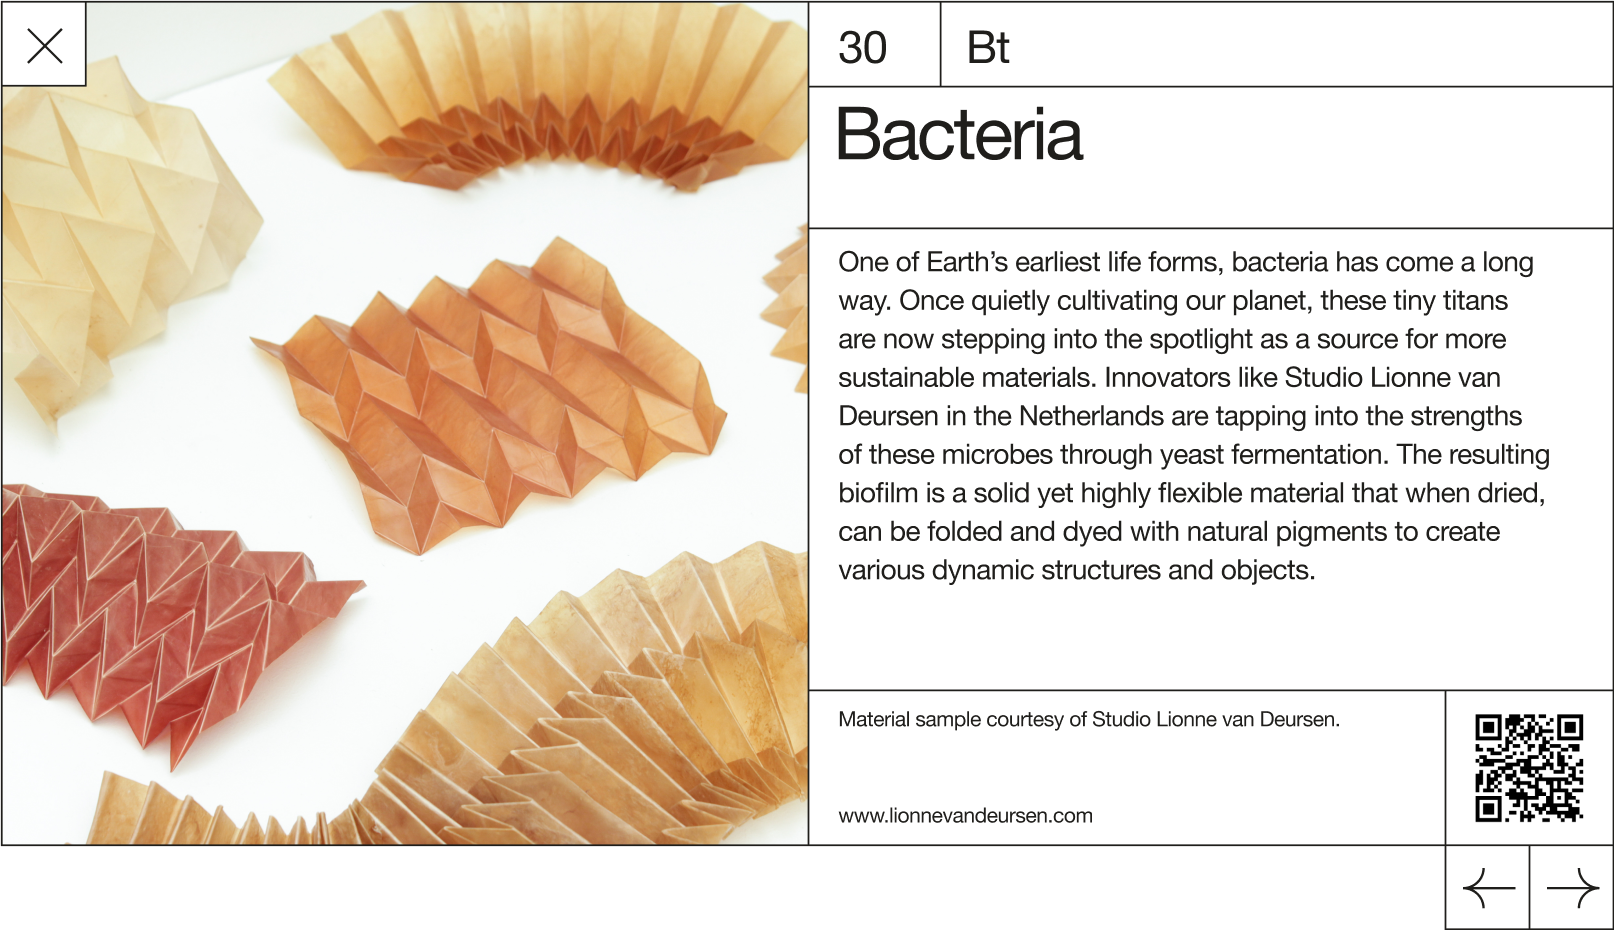 30
Bt
Bacteria
One of Earth’s earliest life forms, bacteria has come a long
way. Once quietly cultivating our planet, these tiny titans
are now stepping into the spotlight as a source for more
sustainable materials. Innovators like Studio Lionne van
Deursen in the Netherlands are tapping into the strengths
of these microbes through yeast fermentation. The resulting
biofilm is a solid yet highly flexible material that when dried,
can be folded and dyed with natural pigments to create
various dynamic structures and objects.
Material sample courtesy of Studio Lionne van Deursen.
www.lionnevandeursen.com